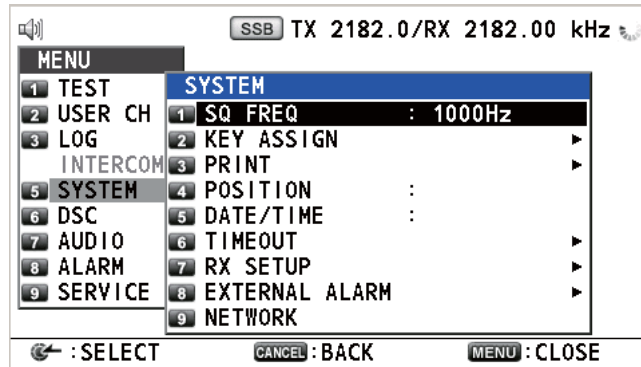 SSB TX 2182.0/RX 2182.00 kHz
MENU
1 TEST
2 USER CH
3 LOG
INTERCOM
5 SYSTEM
6 DSC
7 AUDIO
8 ALARM
9 SERVICE
SYSTEM
1 SQ FREQ : 1000Hz
2 KEY ASSIGN
3 PRINT
4 POSITION :
5 DATE/TIME :
6 TIMEOUT
7 RX SETUP
8 EXTERNAL ALARM
9 NETWORK
:SELECT CANCEL:BACK MENU:CLOSE